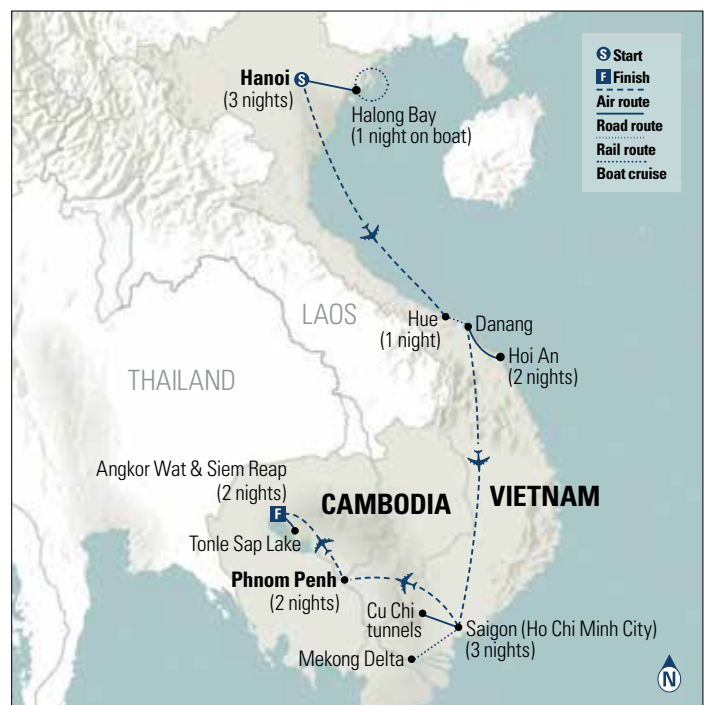 S Start
F Finish
Air route
Road route
Rail route
Boat cruise
Hanoi S
(3 nights)
Halong Bay
(1 night on boat)
LAOS
Hue
(1 night)
Danang
Hoi An
(2 nights)
THAILAND
Angkor Wat & Siem Reap
(2 nights)
F
Tonle Sap Lake
CAMBODIA
VIETNAM
Phnom Penh
(2 nights)
Cu Chi
tunnels
Saigon (Ho Chi Minh City)
(3 nights)
Mekong Delta
N